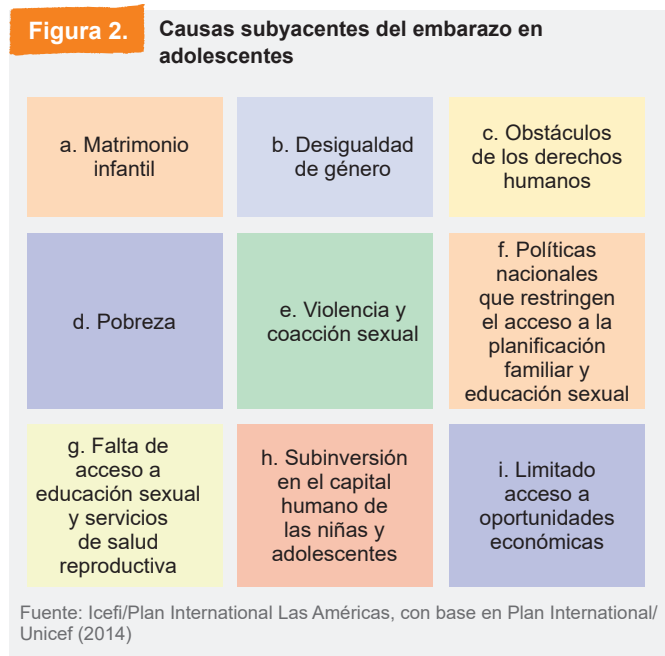 Figura 2.
Causas subyacentes del embarazo en
adolescentes
a. Matrimonio
infantil
b. Desigualdad
de género
c. Obstáculos
de los derechos
humanos
d. Pobreza
e. Violencia y
coacción sexual
f. Políticas
nacionales
que restringen
el acceso a la
planificación
familiar y
educación sexual
g. Falta de
acceso a
educación sexual
y servicios
de salud
reproductiva
h. Subinversión
en el capital
humano de
las niñas y
adolescentes
i. Limitado
acceso a
oportunidades
económicas
Fuente: Icefi/Plan International Las Américas, con base en Plan International/
Unicef (2014)